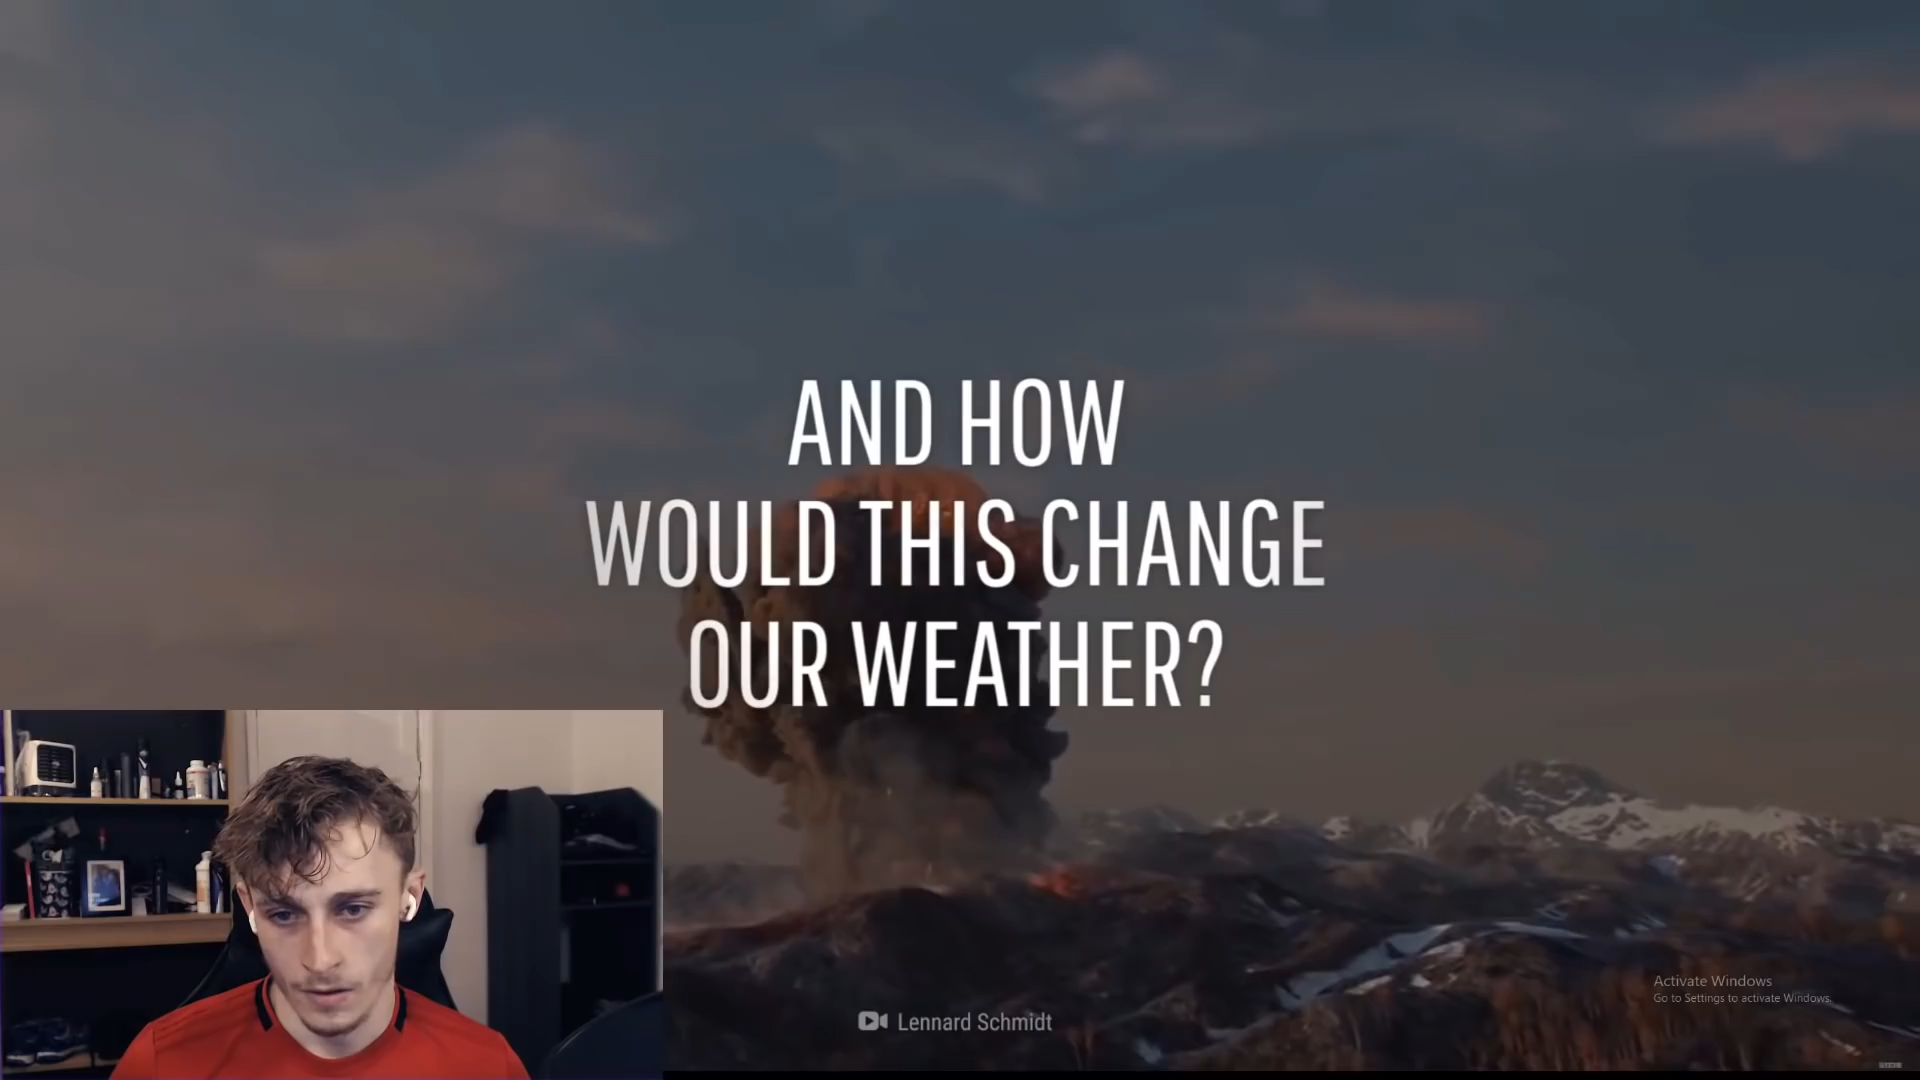 AND HOW
WOULD THIS CHANGE
OUR WEATHER?
Activate Windows
Go to Settings to activate Windows.
Lennard Schmidt